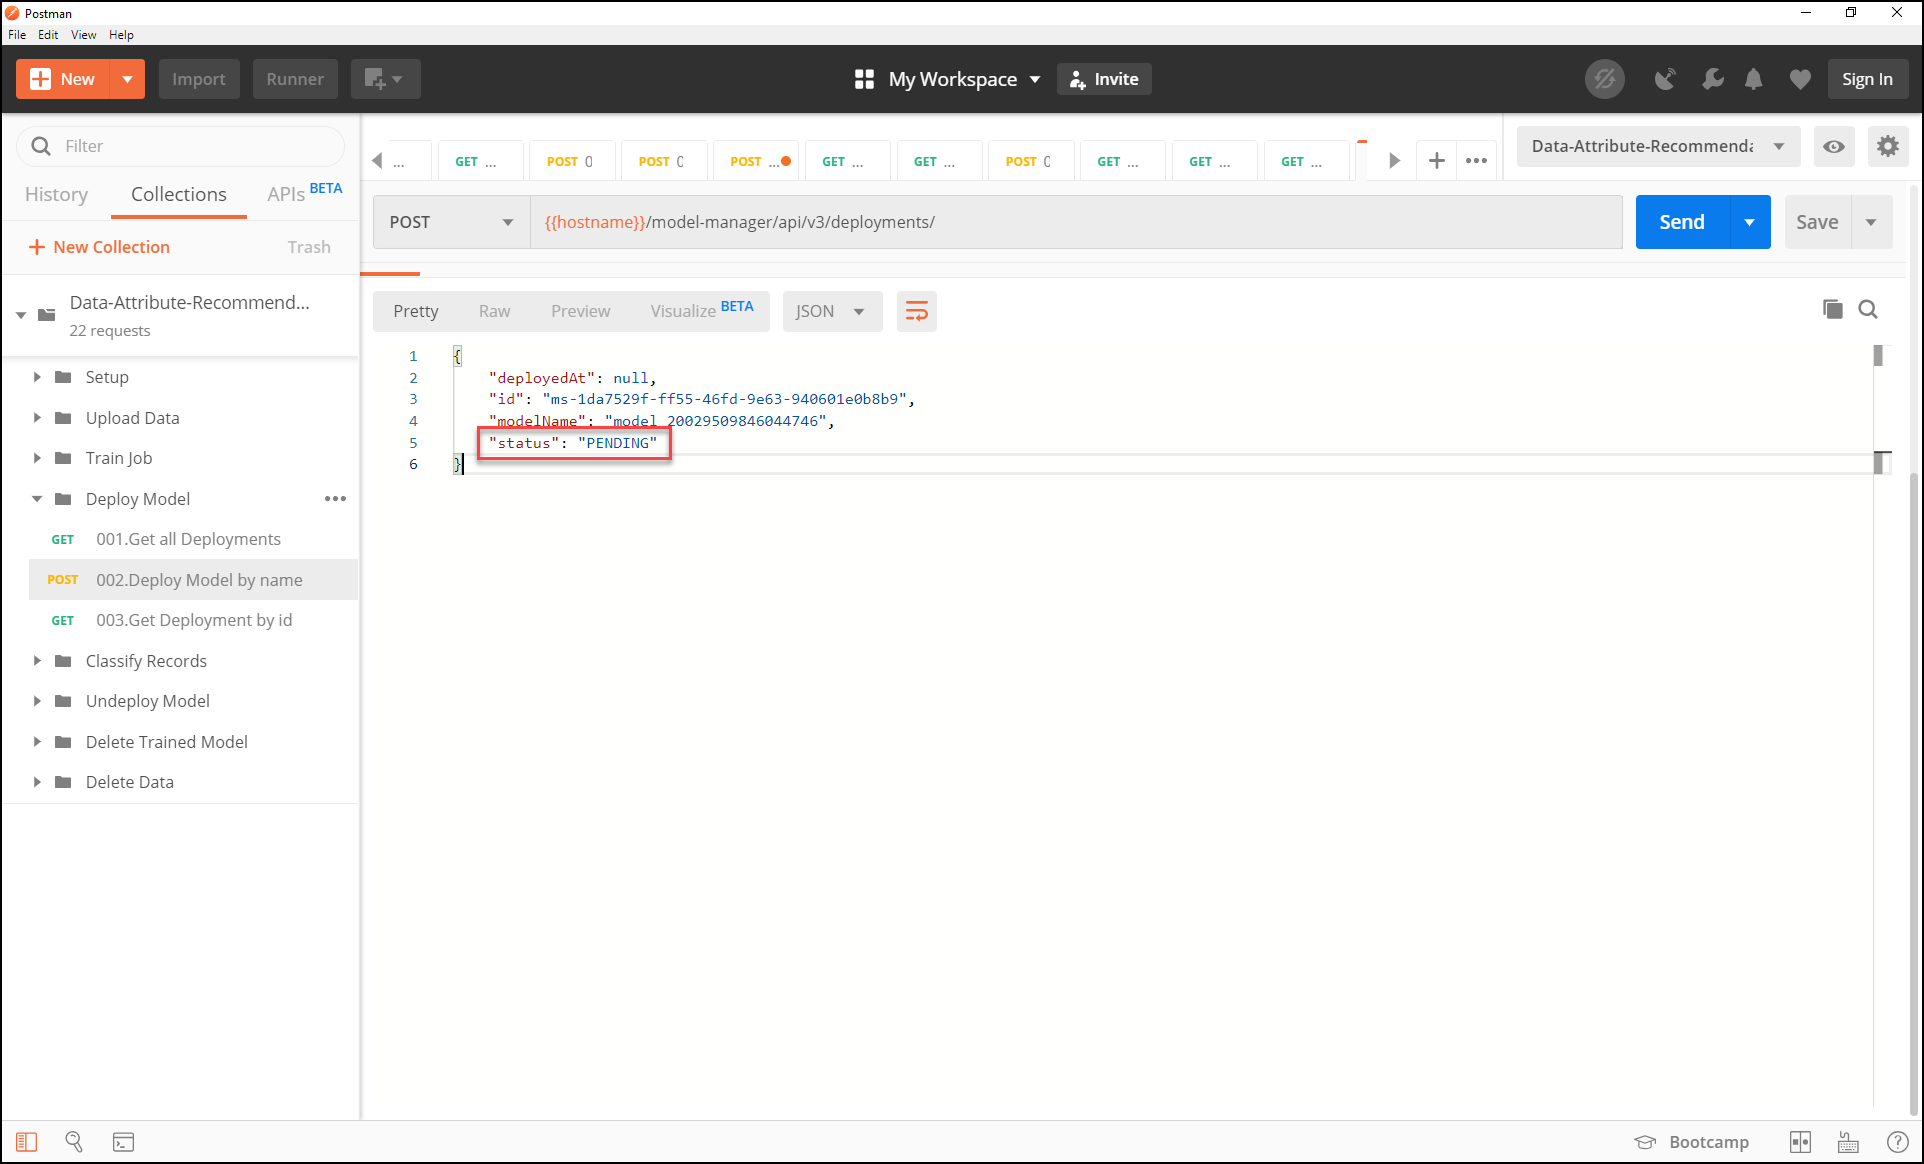 Postman
File Edit View Help
New
Import
Runner
My Workspace
Invite
Sign In
Filter
History
Collections
APIs BETA
New Collection
Trash
Data-Attribute-Recommend...
22 requests
Setup
Upload Data
Train Job
Deploy Model
GET 001.Get all Deployments
POST 002.Deploy Model by name
GET 003.Get Deployment by id
Classify Records
Undeploy Model
Delete Trained Model
Delete Data
... GET ... POST 0 POST POST ... GET ... GET ... POST GET ... GET ... GET ...
Data-Attribute-Recommend
POST
{{hostname}}/model-manager/api/v3/deployments/
Send
Save
Pretty Raw Preview Visualize BETA JSON
1 {
2 "deployedAt": null,
3 "id": "ms-1da7529f-ff55-46fd-9e63-940601e0b8b9",
4 "modelName": "model_20029509846044746",
5 "status": "PENDING"
6 }
Bootcamp